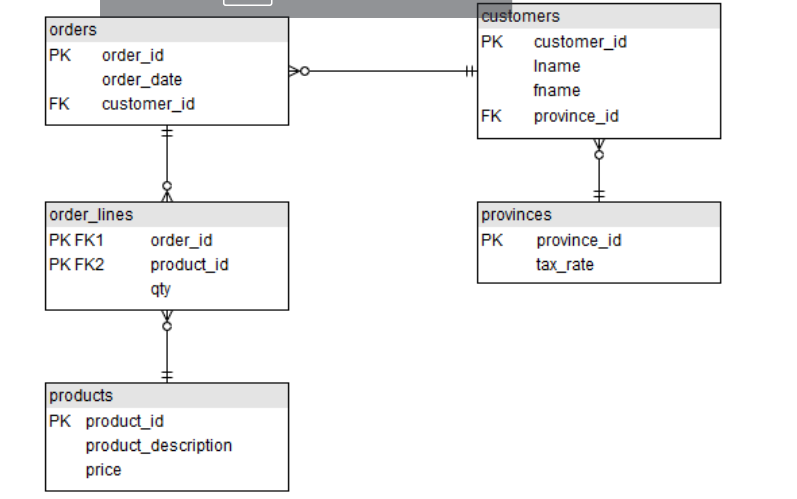 orders
PK order_id
order_date
FK customer_id
customers
PK customer_id
lname
fname
FK province_id
order_lines
PK FK1 order_id
PK FK2 product_id
qty
provinces
PK province_id
tax_rate
products
PK product_id
product_description
price